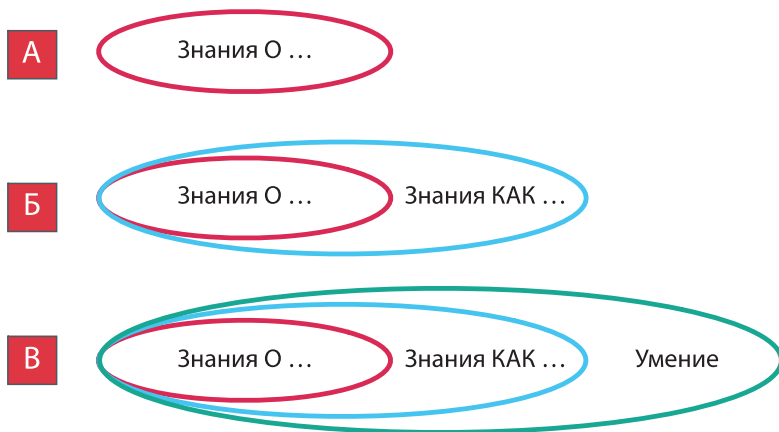 А Знания О ...
Б Знания О ... Знания КАК ...
В Знания О ... Знания КАК ... Умение